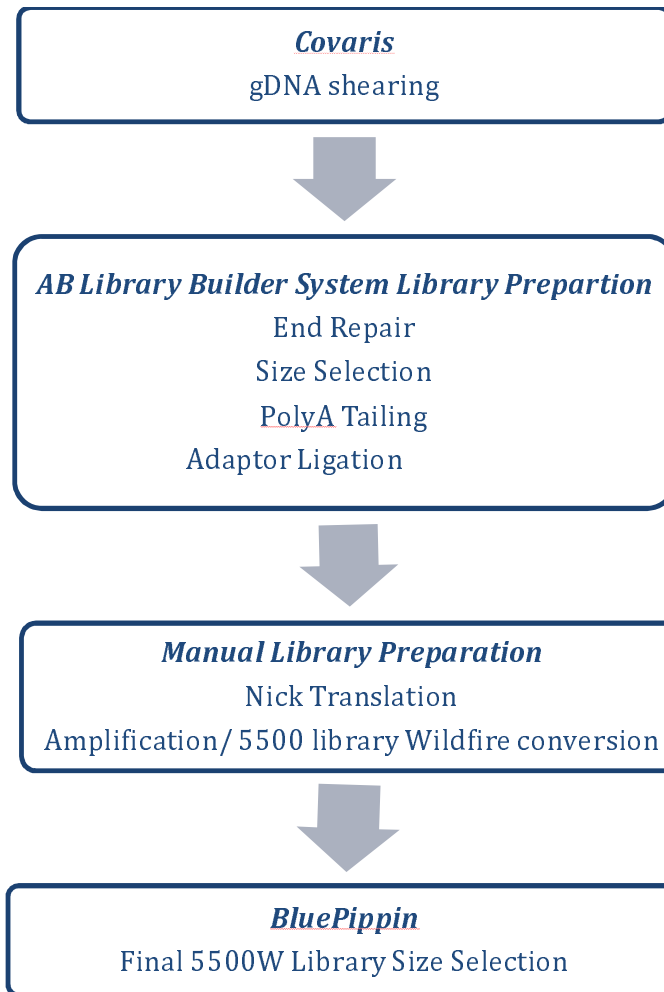 Covaris
gDNA shearing
AB Library Builder System Library Prepartion
End Repair
Size Selection
PolyA Tailing
Adaptor Ligation
Manual Library Preparation
Nick Translation
Amplification/ 5500 library Wildfire conversion
BluePippin
Final 5500W Library Size Selection